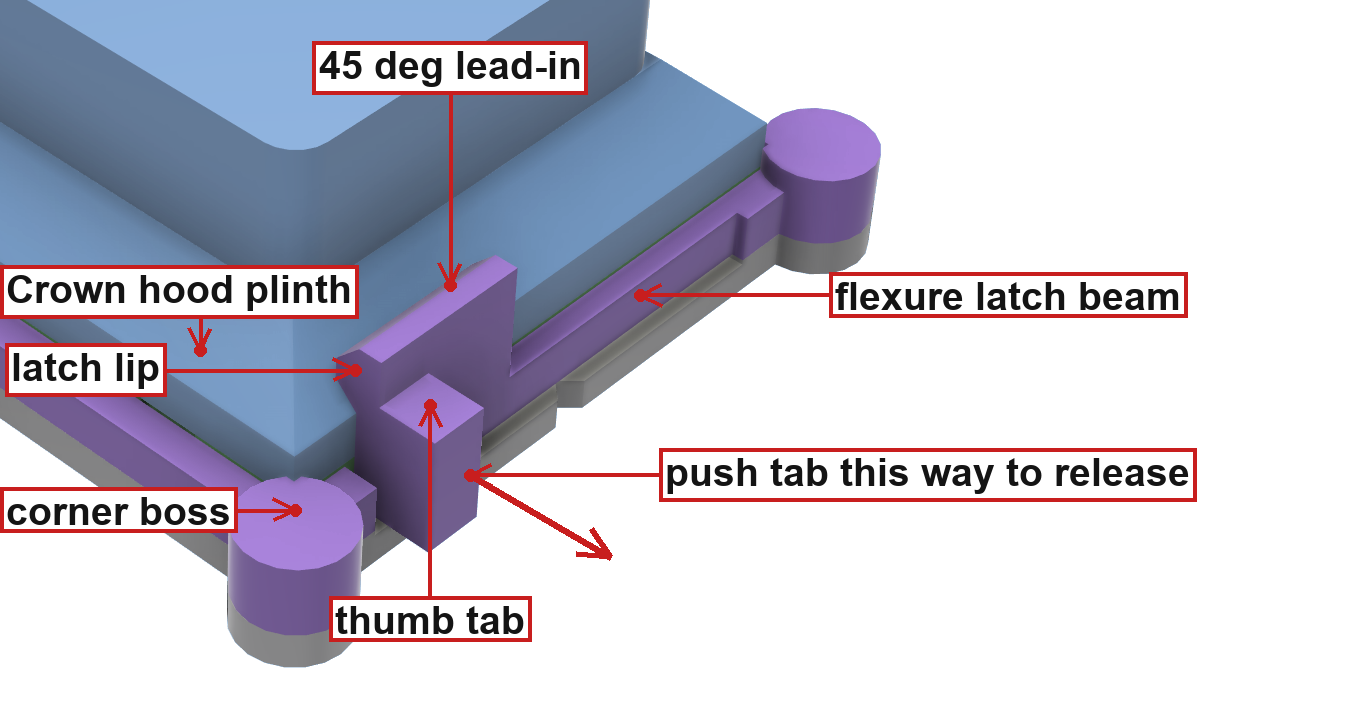 45 deg lead-in
Crown hood plinth
flexure latch beam
latch lip
push tab this way to release
corner boss
thumb tab